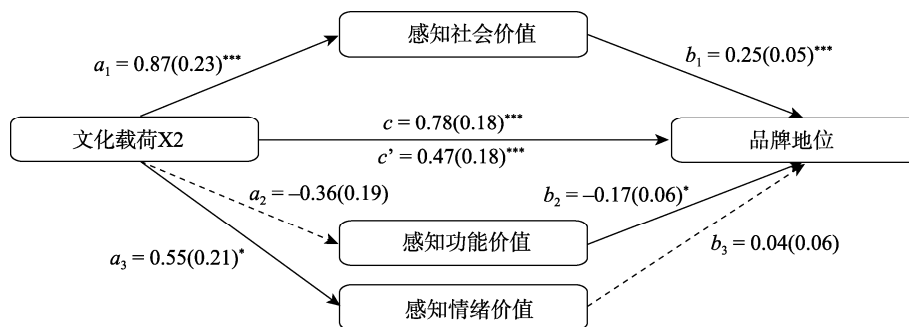 感知社会价值
a₁ = 0.87(0.23)***
b₁ = 0.25(0.05)***
文化载荷X2
c = 0.78(0.18)***
c’ = 0.47(0.18)***
品牌地位
a₂ = –0.36(0.19)
b₂ = –0.17(0.06)*
感知功能价值
a₃ = 0.55(0.21)*
b₃ = 0.04(0.06)
感知情绪价值